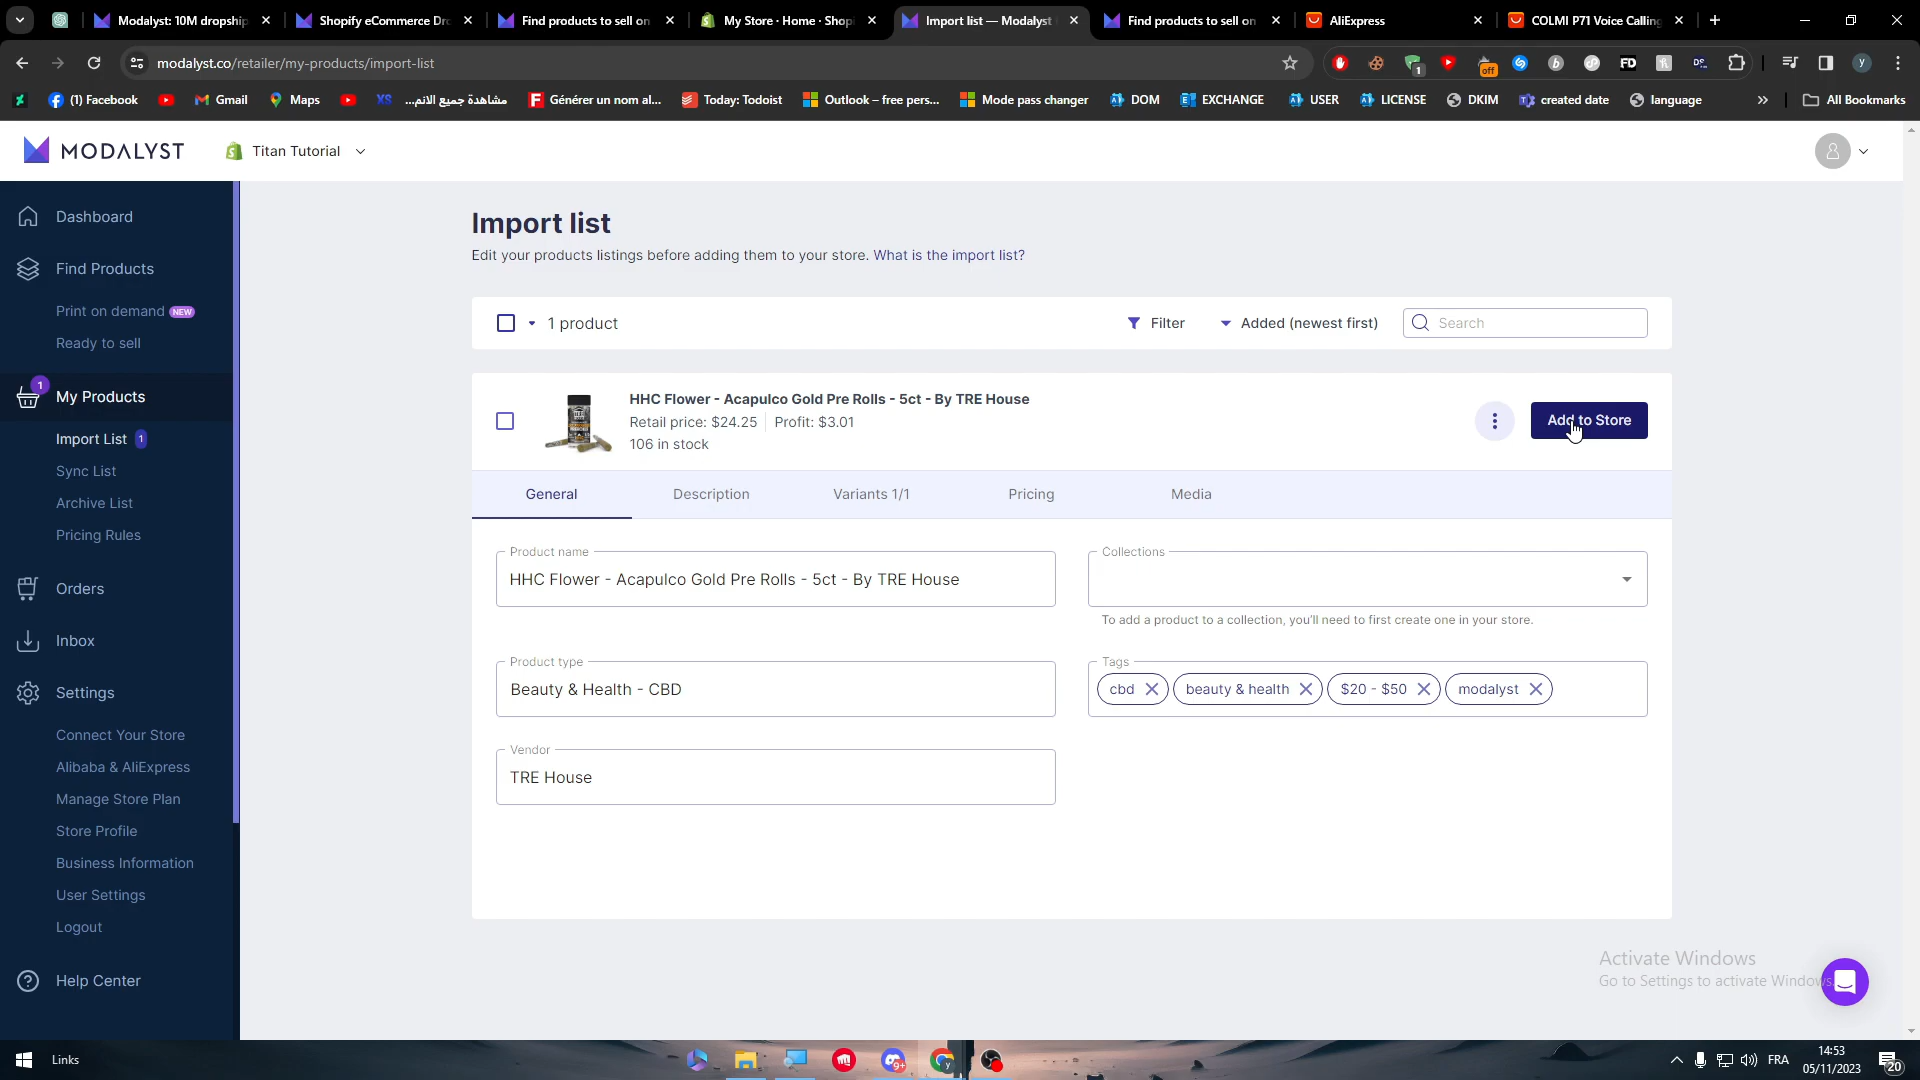 Modalyst: 10M dropship
Shopify eCommerce Dr
Find products to sell on
My Store · Home · Shopi
Import list — Modalyst
Find products to sell on
AliExpress
COLMI P71 Voice Calling
modalyst.co/retailer/my-products/import-list
1
off
FD
y
(1) Facebook
Gmail
Maps
XS
مشاهدة جميع الانم...
Générer un nom al...
Today: Todoist
Outlook – free pers...
Mode pass changer
DOM
EXCHANGE
USER
LICENSE
DKIM
created date
language
»
All Bookmarks
MODALYST
Titan Tutorial
Dashboard
Find Products
Print on demand NEW
Ready to sell
1
My Products
Import List 1
Sync List
Archive List
Pricing Rules
Orders
Inbox
Settings
Connect Your Store
Alibaba & AliExpress
Manage Store Plan
Store Profile
Business Information
User Settings
Logout
Help Center
Import list
Edit your products listings before adding them to your store. What is the import list?
1 product
Filter
Added (newest first)
Search
HHC Flower - Acapulco Gold Pre Rolls - 5ct - By TRE House
Retail price: $24.25
Profit: $3.01
106 in stock
Add to Store
General
Description
Variants 1/1
Pricing
Media
Product name
HHC Flower - Acapulco Gold Pre Rolls - 5ct - By TRE House
Collections
To add a product to a collection, you'll need to first create one in your store.
Product type
Beauty & Health - CBD
Tags
cbd
beauty & health
$20 - $50
modalyst
Vendor
TRE House
Activate Windows
Go to Settings to activate Windows.
Links
9+
FRA
14:53
05/11/2023
20